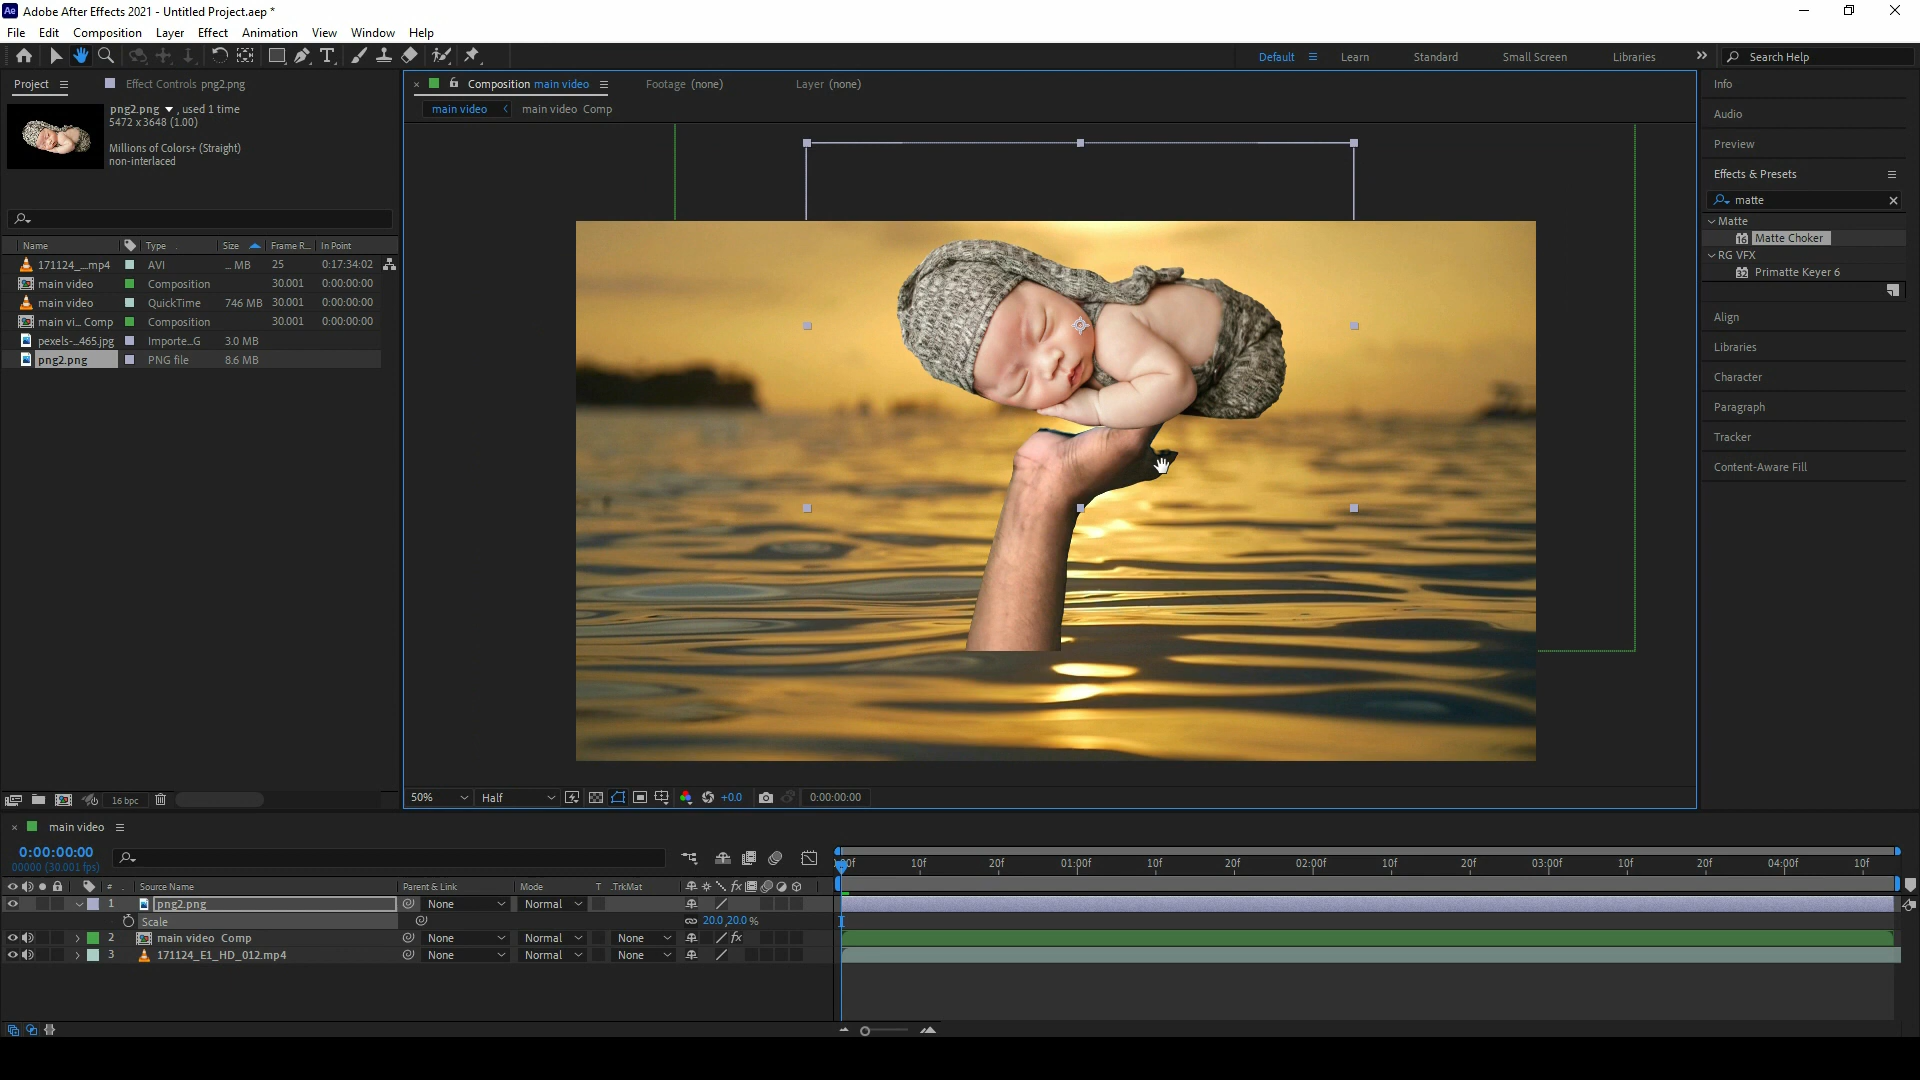 Ae Adobe After Effects 2021 - Untitled Project.aep *
File Edit Composition Layer Effect Animation View Window Help
Default Learn Standard Small Screen Libraries Search Help
Project Effect Controls png2.png
png2.png , used 1 time
5472 x 3648 (1.00)
Millions of Colors+ (Straight)
non-interlaced
Name Type Size Frame R... In Point
171124_...mp4 AVI ... MB 25 0:17:34:02
main video Composition 30.001 0:00:00:00
main video QuickTime 746 MB 30.001 0:00:00:00
main vi... Comp Composition 30.001 0:00:00:00
pexels-...465.jpg Importe...G 3.0 MB
png2.png PNG file 8.6 MB
16 bpc
Composition main video Footage (none) Layer (none)
main video main video Comp
50% Half +0.0 0:00:00:00
Info
Audio
Preview
Effects & Presets
matte
Matte
16 Matte Choker
RG VFX
32 Primatte Keyer 6
Align
Libraries
Character
Paragraph
Tracker
Content-Aware Fill
main video
0:00:00:00
00000 (30.001 fps)
:00f 10f 20f 01:00f 10f 20f 02:00f 10f 20f 03:00f 10f 20f 04:00f 10f
# Source Name Parent & Link Mode T .TrkMat fx
1 png2.png None Normal
Scale 20.0,20.0 %
2 main video Comp None Normal None fx
3 171124_E1_HD_012.mp4 None Normal None